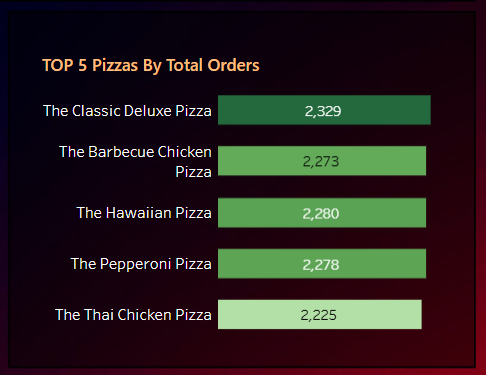 TOP 5 Pizzas By Total Orders
The Classic Deluxe Pizza 2,329
The Barbecue Chicken
Pizza 2,273
The Hawaiian Pizza 2,280
The Pepperoni Pizza 2,278
The Thai Chicken Pizza 2,225